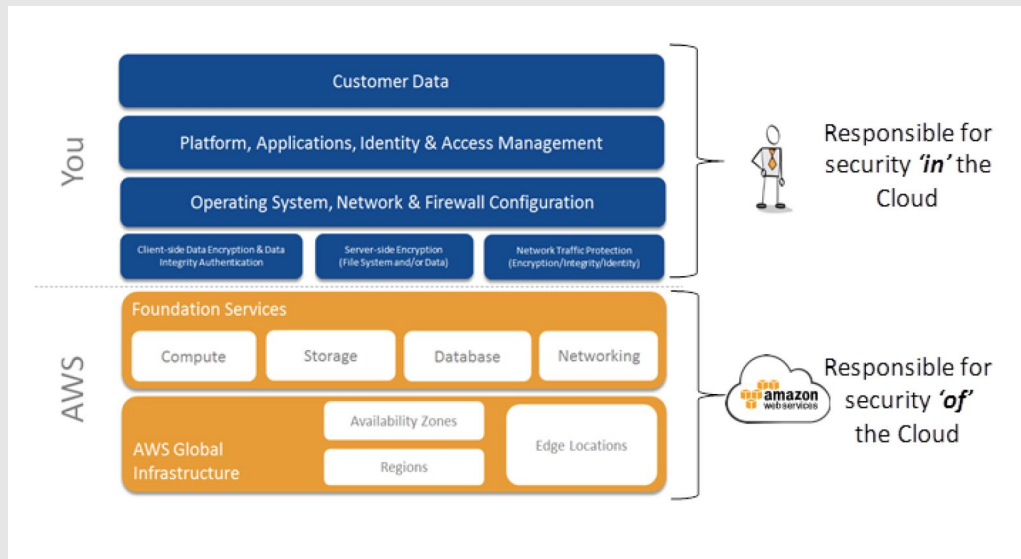 You
Customer Data
Platform, Applications, Identity & Access Management
Operating System, Network & Firewall Configuration
Client-side Data Encryption & Data
Integrity Authentication
Server-side Encryption
(File System and/or Data)
Network Traffic Protection
(Encryption/Integrity/Identity)
Responsible for
security 'in' the
Cloud
AWS
Foundation Services
Compute
Storage
Database
Networking
AWS Global
Infrastructure
Availability Zones
Regions
Edge Locations
amazon
web services
Responsible for
security 'of'
the Cloud